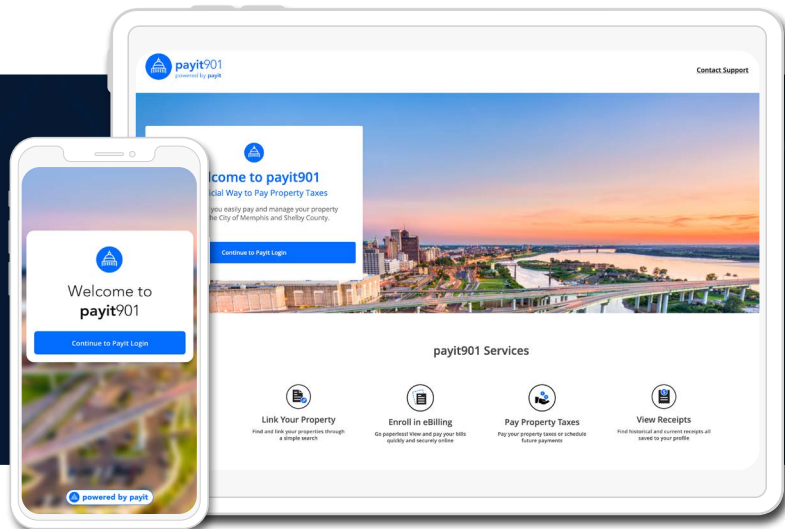 payit901
powered by payit
Contact Support
come to payit901
cial Way to Pay Property Taxes
you easily pay and manage your property
he City of Memphis and Shelby County.
Continue to PayIt Login
Welcome to
payit901
Continue to PayIt Login
powered by payit
payit901 Services
Link Your Property
Find and link your properties through
a simple search
Enroll in eBilling
Go paperless! View and pay your bills
quickly and securely online
Pay Property Taxes
Pay your property taxes or schedule
future payments
View Receipts
Find historical and current receipts all
saved to your profile